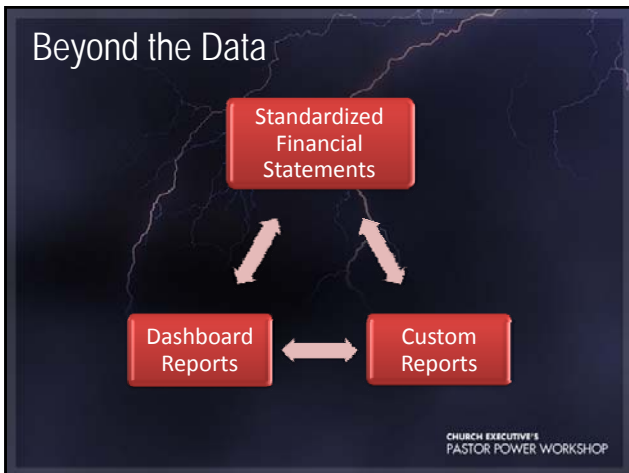 Beyond the Data
Standardized
Financial
Statements
Dashboard
Reports
Custom
Reports
CHURCH EXECUTIVE'S
PASTOR POWER WORKSHOP